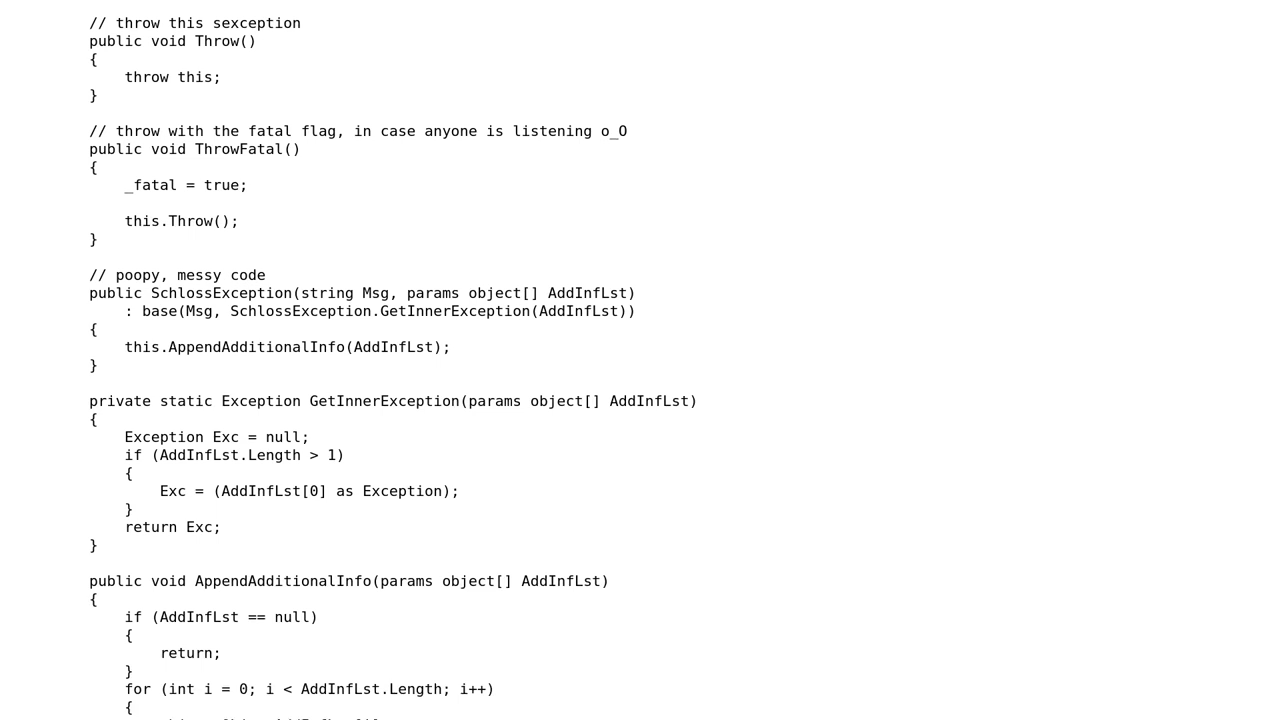 // throw this sexception
public void Throw()
{
    throw this;
}

// throw with the fatal flag, in case anyone is listening o_O
public void ThrowFatal()
{
    _fatal = true;

    this.Throw();
}

// poopy, messy code
public SchlossException(string Msg, params object[] AddInfLst)
    : base(Msg, SchlossException.GetInnerException(AddInfLst))
{
    this.AppendAdditionalInfo(AddInfLst);
}

private static Exception GetInnerException(params object[] AddInfLst)
{
    Exception Exc = null;
    if (AddInfLst.Length > 1)
    {
        Exc = (AddInfLst[0] as Exception);
    }
    return Exc;
}

public void AppendAdditionalInfo(params object[] AddInfLst)
{
    if (AddInfLst == null)
    {
        return;
    }
    for (int i = 0; i < AddInfLst.Length; i++)
    {